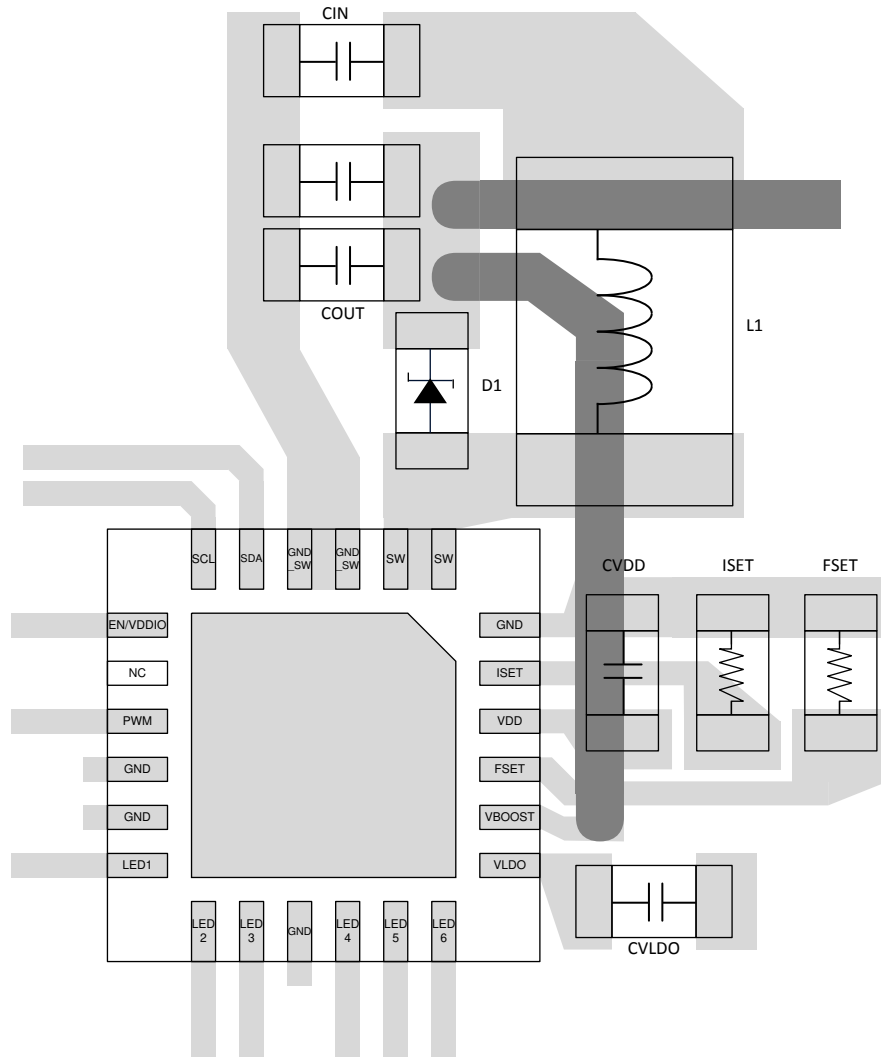 CIN
COUT
L1
D1
SCL
SDA
GND
_SW
GND
_SW
SW
SW
CVDD
ISET
FSET
EN/VDDIO
NC
PWM
GND
GND
LED1
GND
ISET
VDD
FSET
VBOOST
VLDO
LED
2
LED
3
GND
LED
4
LED
5
LED
6
CVLDO